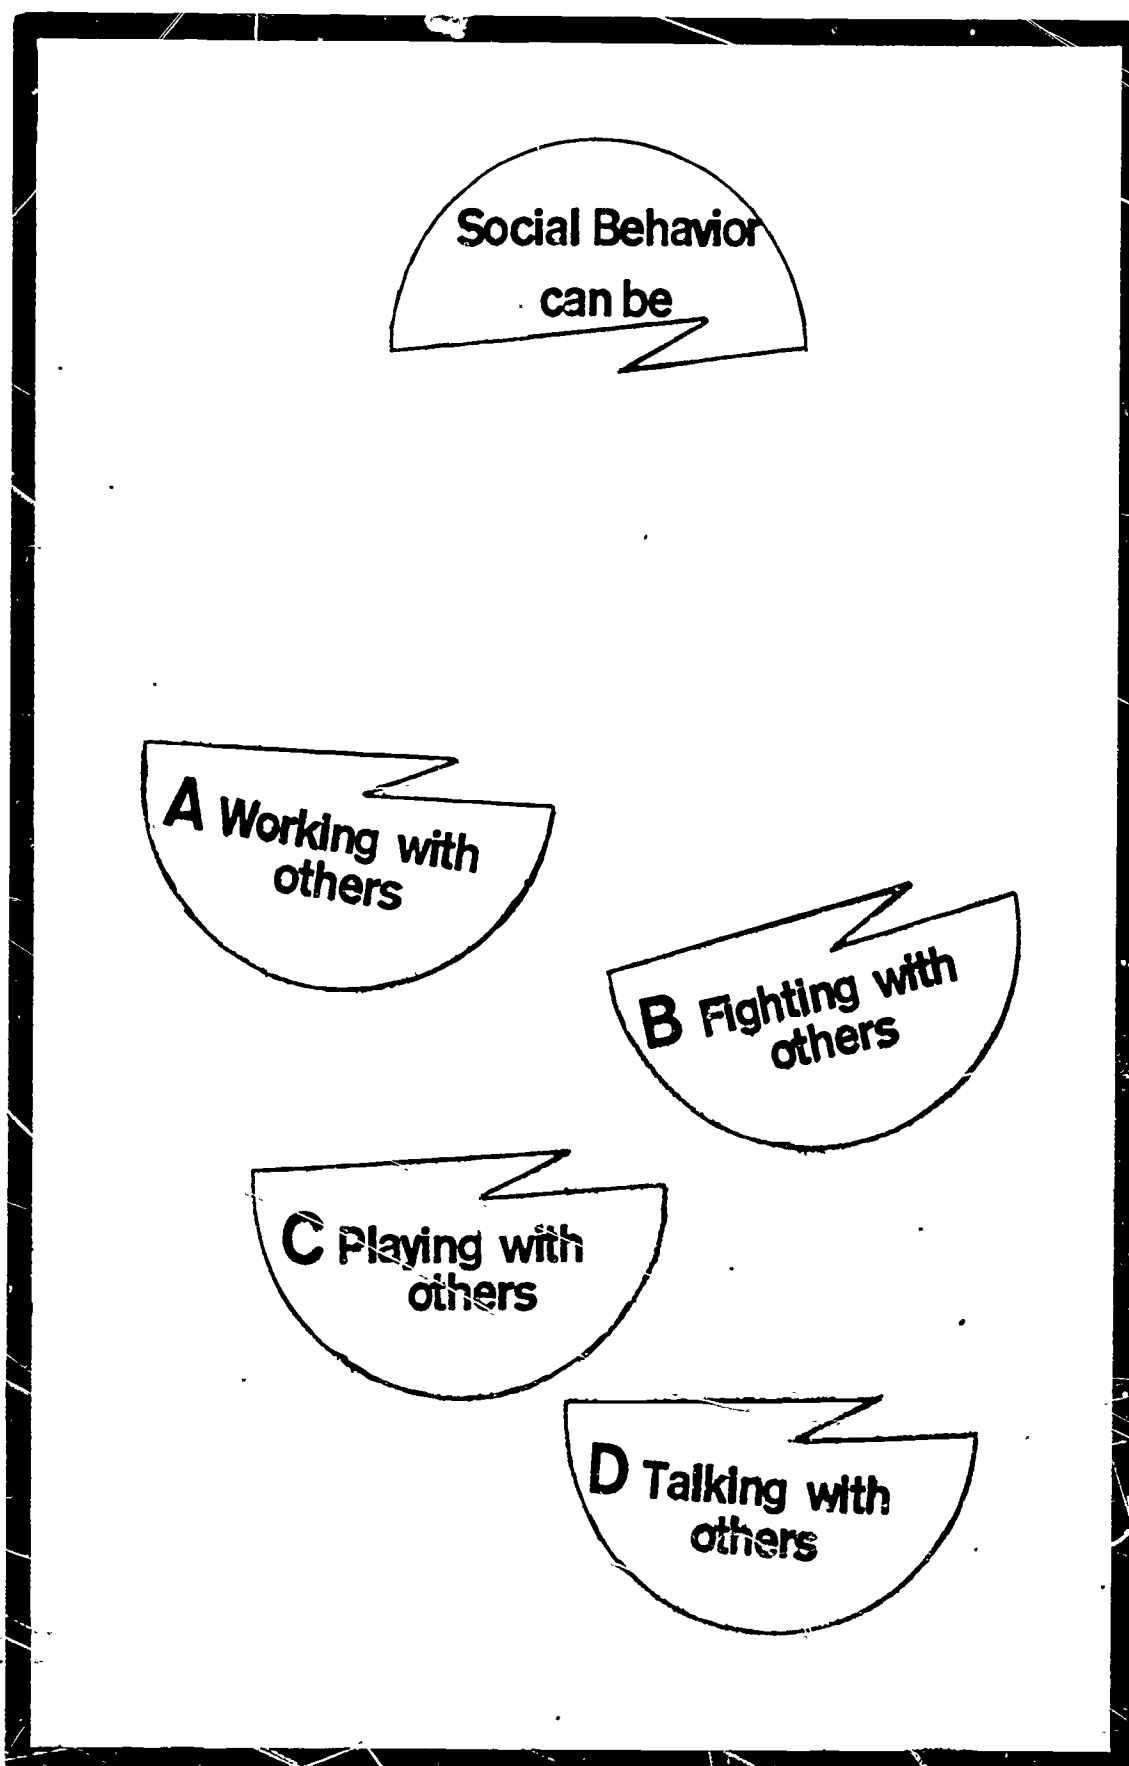 Social Behavior
can be
A Working with
others
B Fighting with
others
C Playing with
others
D Talking with
others